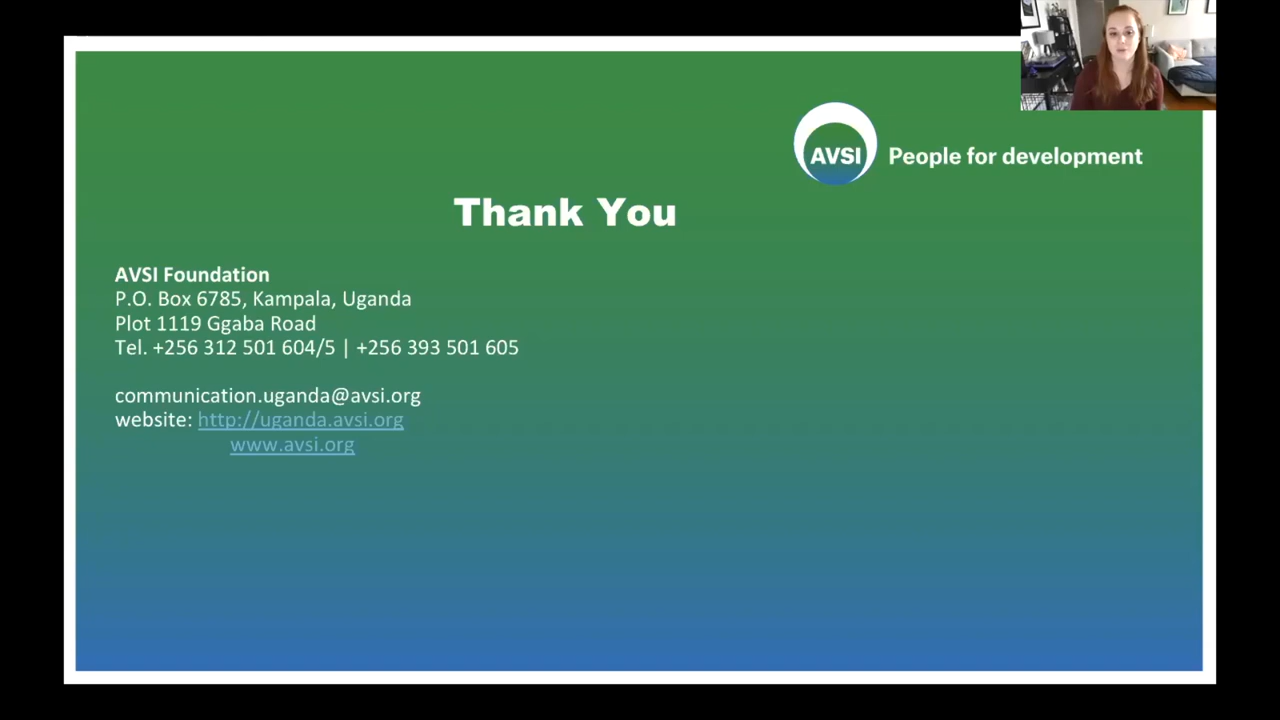 AVSI People for development
Thank You
AVSI Foundation
P.O. Box 6785, Kampala, Uganda
Plot 1119 Ggaba Road
Tel. +256 312 501 604/5 | +256 393 501 605
communication.uganda@avsi.org
website: http://uganda.avsi.org
www.avsi.org